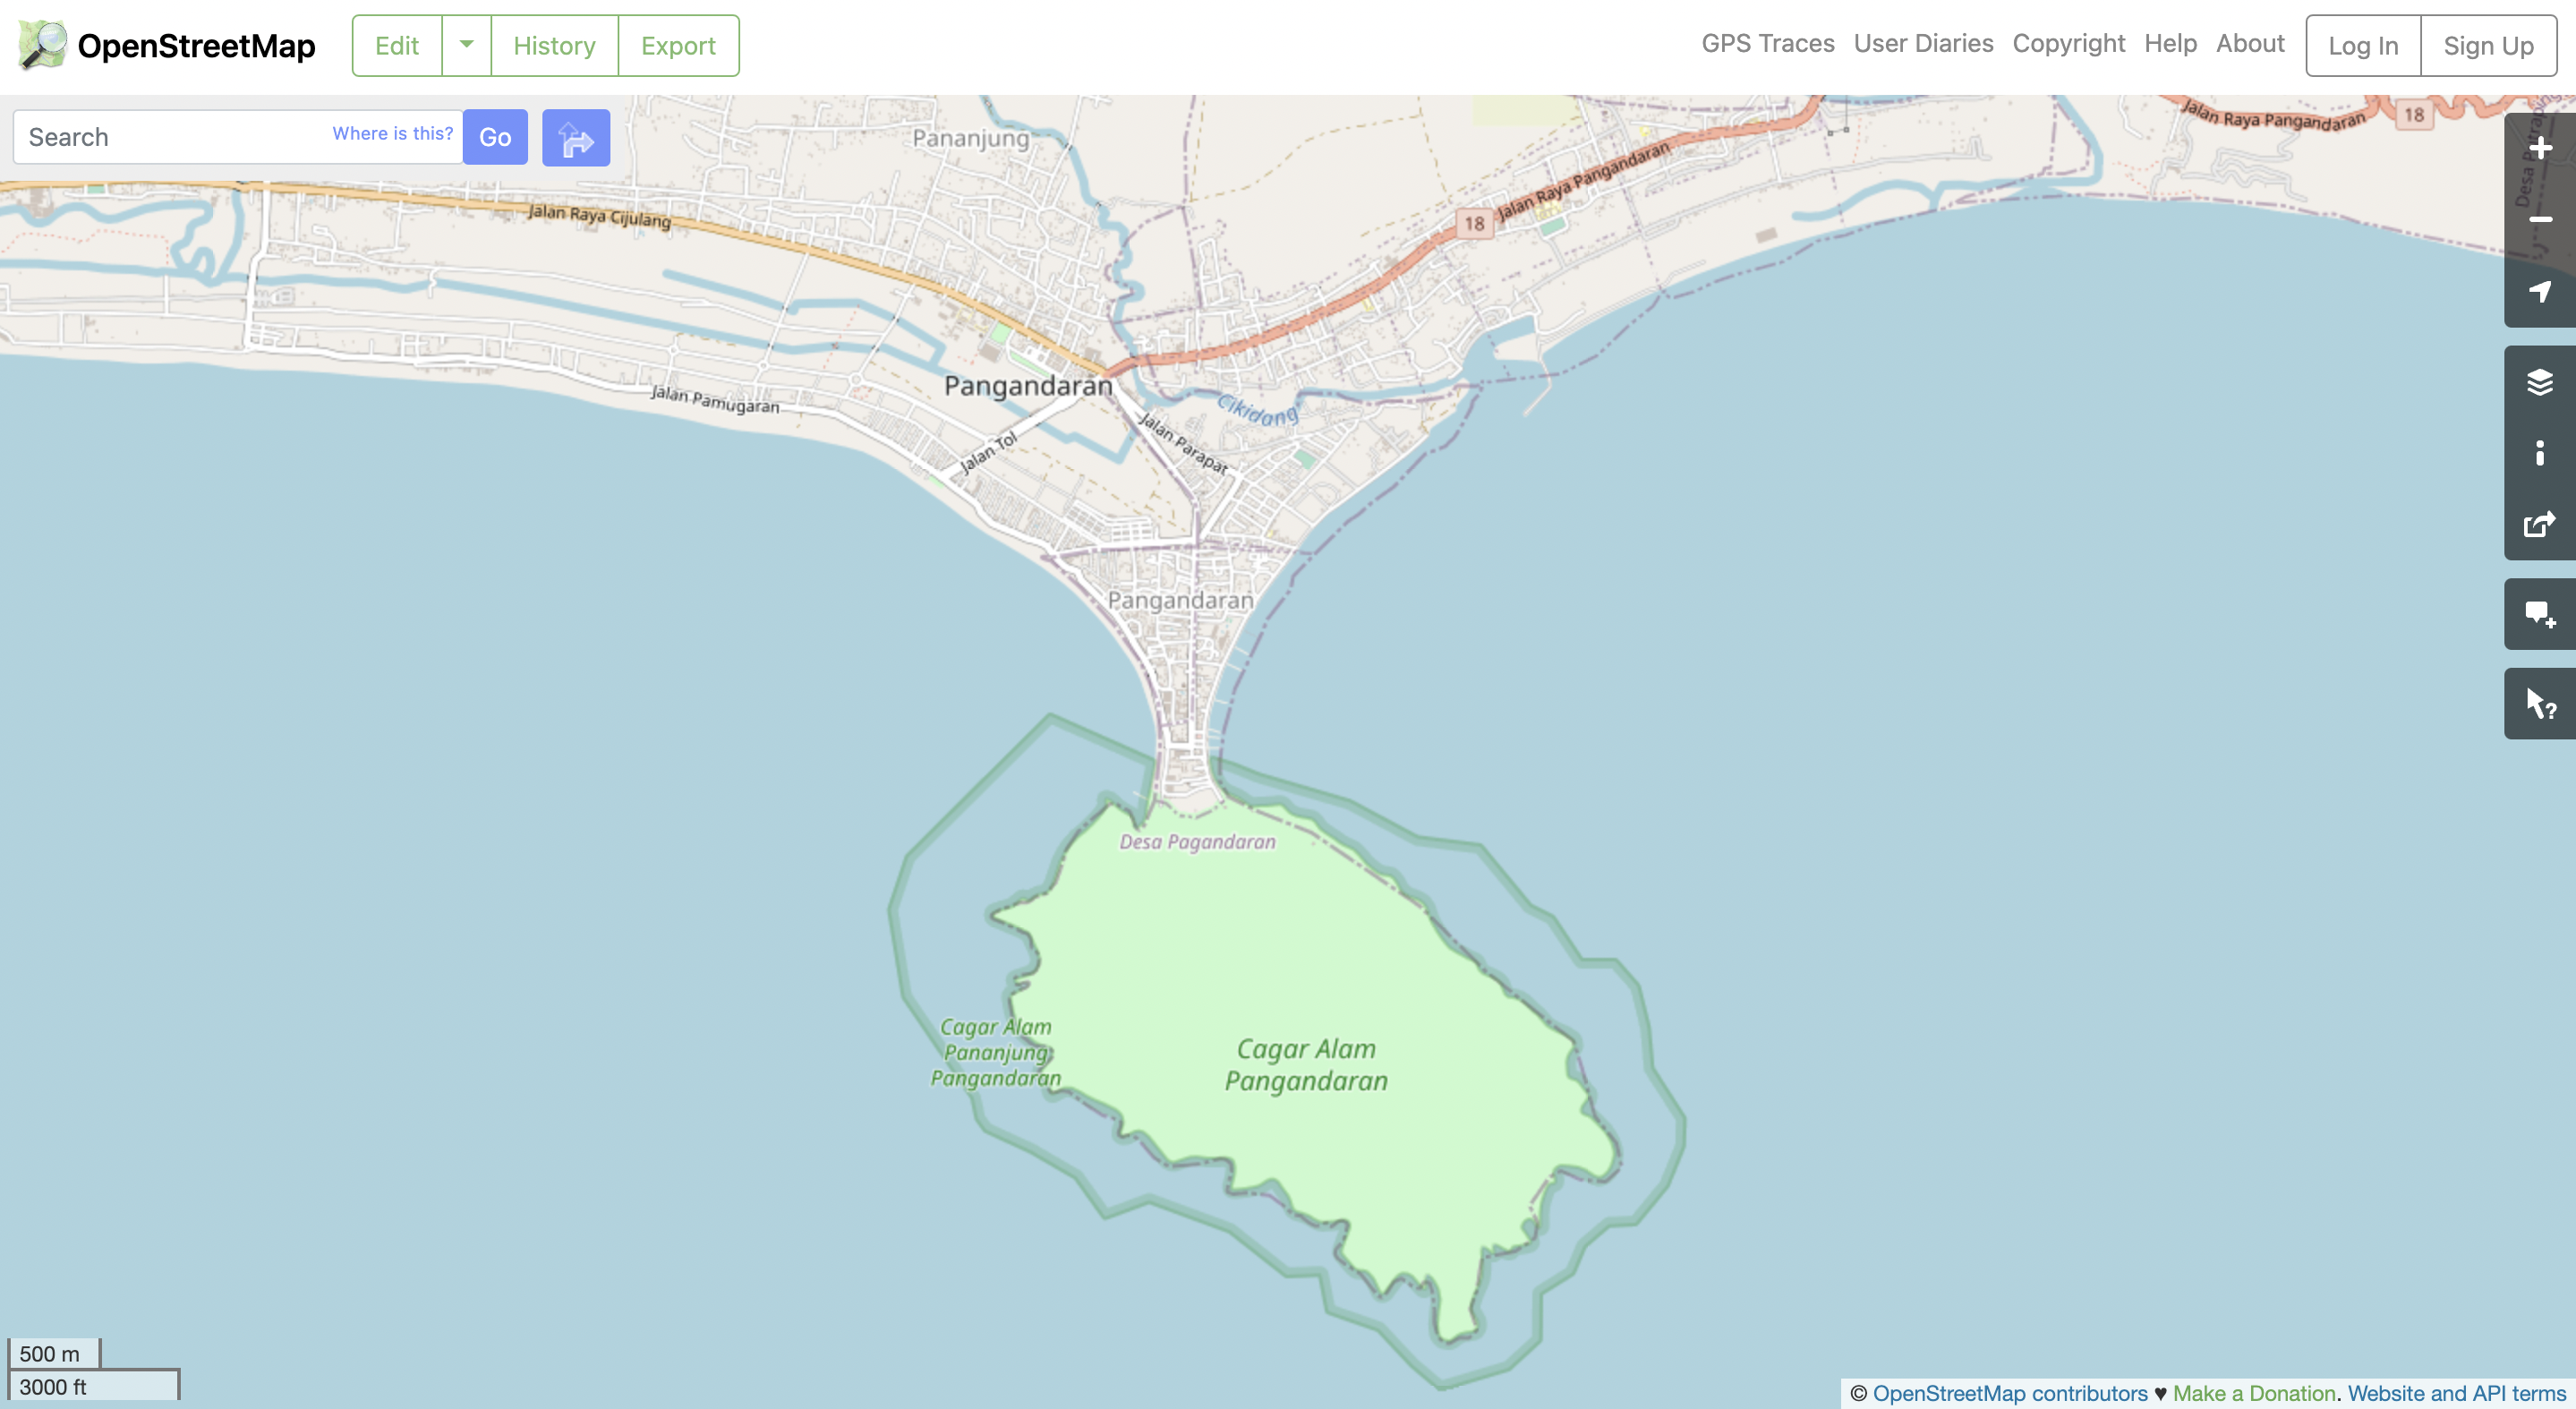 OpenStreetMap
Edit
History
Export
GPS Traces
User Diaries
Copyright
Help
About
Log In
Sign Up
Search
Where is this?
Go
Pananjung
Jalan Raya Pangandaran
18
Jalan Raya Pangandaran
18
Jalan Raya Cijulang
Pangandaran
Jalan Pamugaran
Cikidang
Jalan Tol
Jalan Parapat
Pangandaran
Desa Pagandaran
Cagar Alam
Pananjung
Pangandaran
Cagar Alam
Pangandaran
500 m
3000 ft
© OpenStreetMap contributors ♥ Make a Donation. Website and API terms